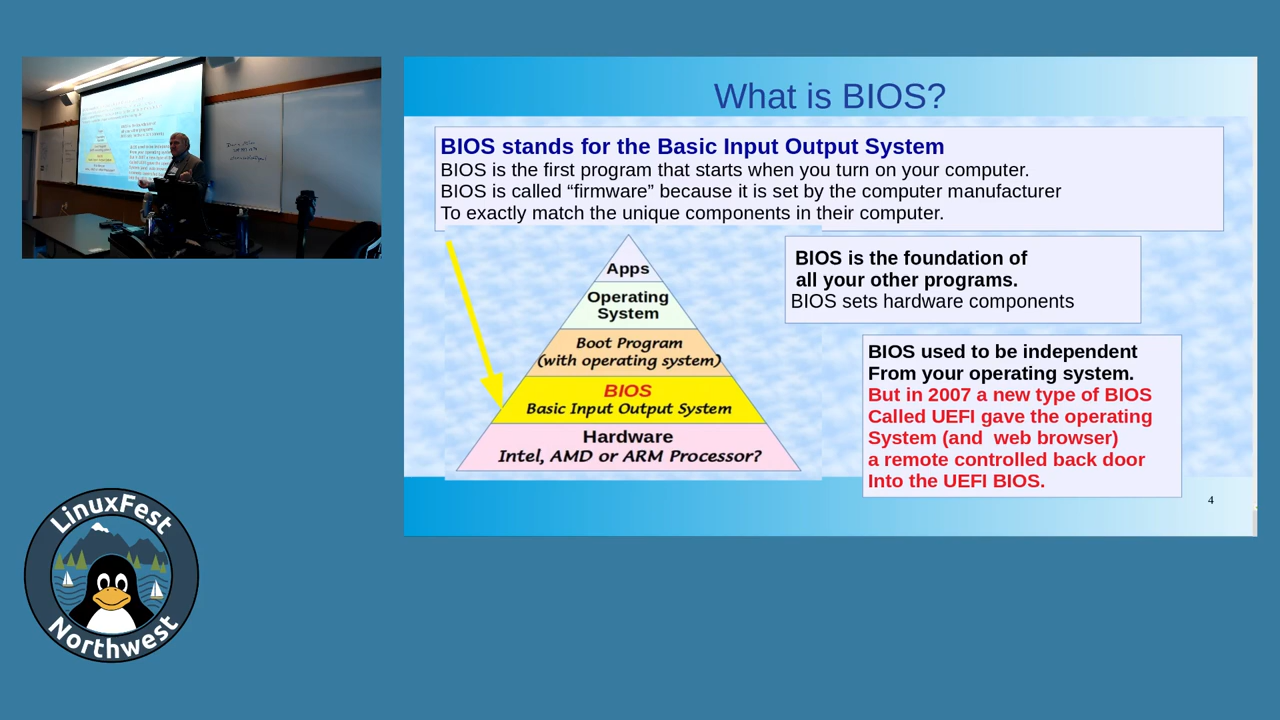 What is BIOS?
BIOS stands for the Basic Input Output System
BIOS is the first program that starts when you turn on your computer.
BIOS is called “firmware” because it is set by the computer manufacturer
To exactly match the unique components in their computer.
Apps
Operating
System
Boot Program
(with operating system)
BIOS
Basic Input Output System
Hardware
Intel, AMD or ARM Processor?
BIOS is the foundation of
all your other programs.
BIOS sets hardware components
BIOS used to be independent
From your operating system.
But in 2007 a new type of BIOS
Called UEFI gave the operating
System (and  web browser)
a remote controlled back door
Into the UEFI BIOS.
4
LinuxFest
Northwest